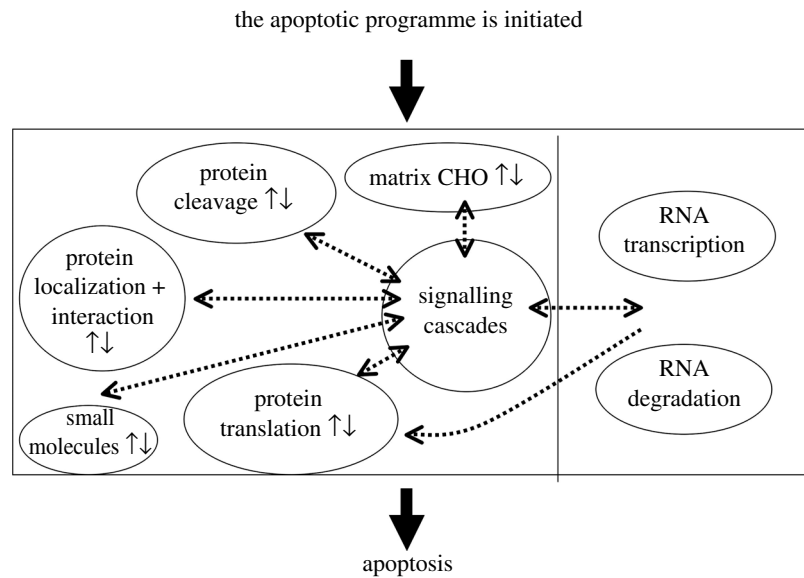 the apoptotic programme is initiated
protein
cleavage ↑↓
matrix CHO ↑↓
RNA
transcription
protein
localization +
interaction
↑↓
signalling
cascades
RNA
degradation
small
molecules ↑↓
protein
translation ↑↓
apoptosis